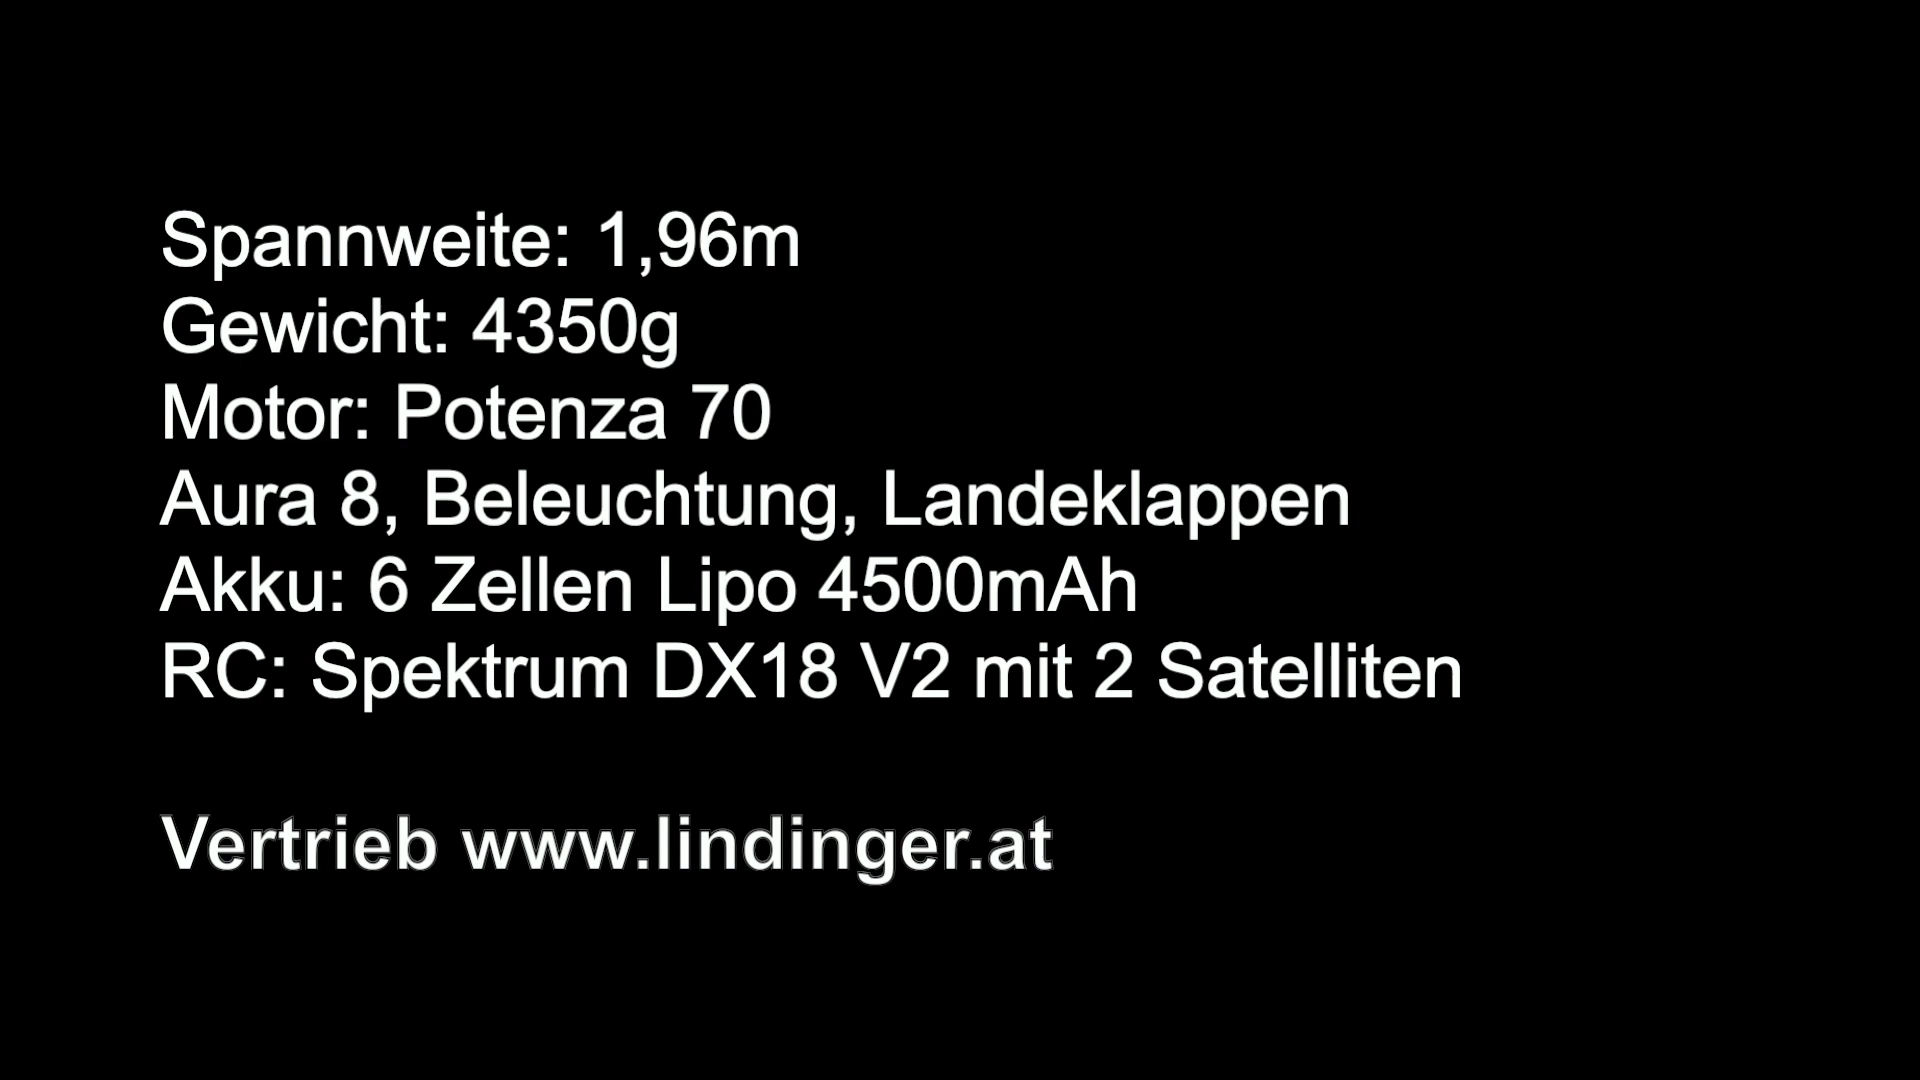 Spannweite: 1,96m
Gewicht: 4350g
Motor: Potenza 70
Aura 8, Beleuchtung, Landeklappen
Akku: 6 Zellen Lipo 4500mAh
RC: Spektrum DX18 V2 mit 2 Satelliten
Vertrieb www.lindinger.at